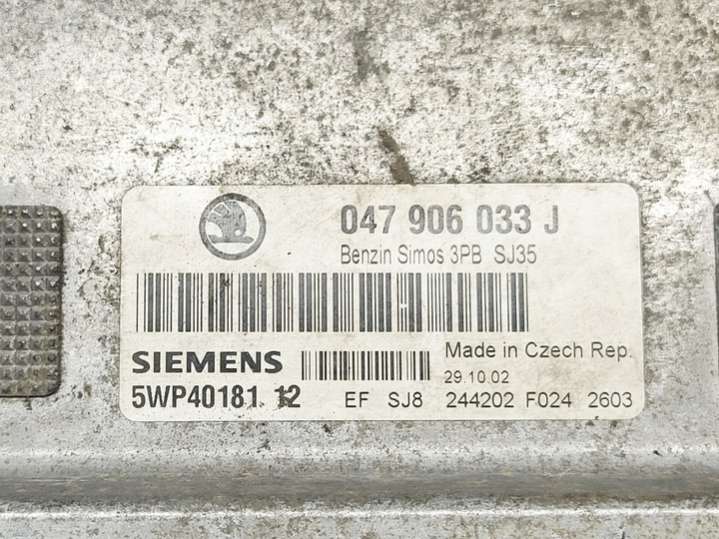 047 906 033 J
Benzin Simos 3PB SJ35
SIEMENS
Made in Czech Rep.
29.10.02
5WP40181 12 EF SJ8 244202 F024 2603